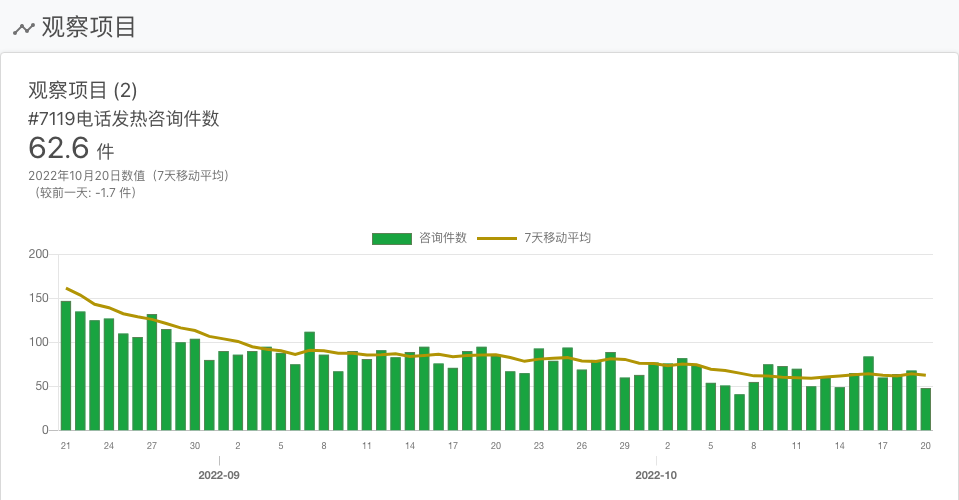 观察项目
观察项目 (2)
#7119电话发热咨询件数
62.6 件
2022年10月20日数值（7天移动平均）
（较前一天: -1.7 件）
咨询件数 7天移动平均
200
150
100
50
0
21 24 27 30 2 5 8 11 14 17 20 23 26 29 2 5 8 11 14 17 20
2022-09 2022-10